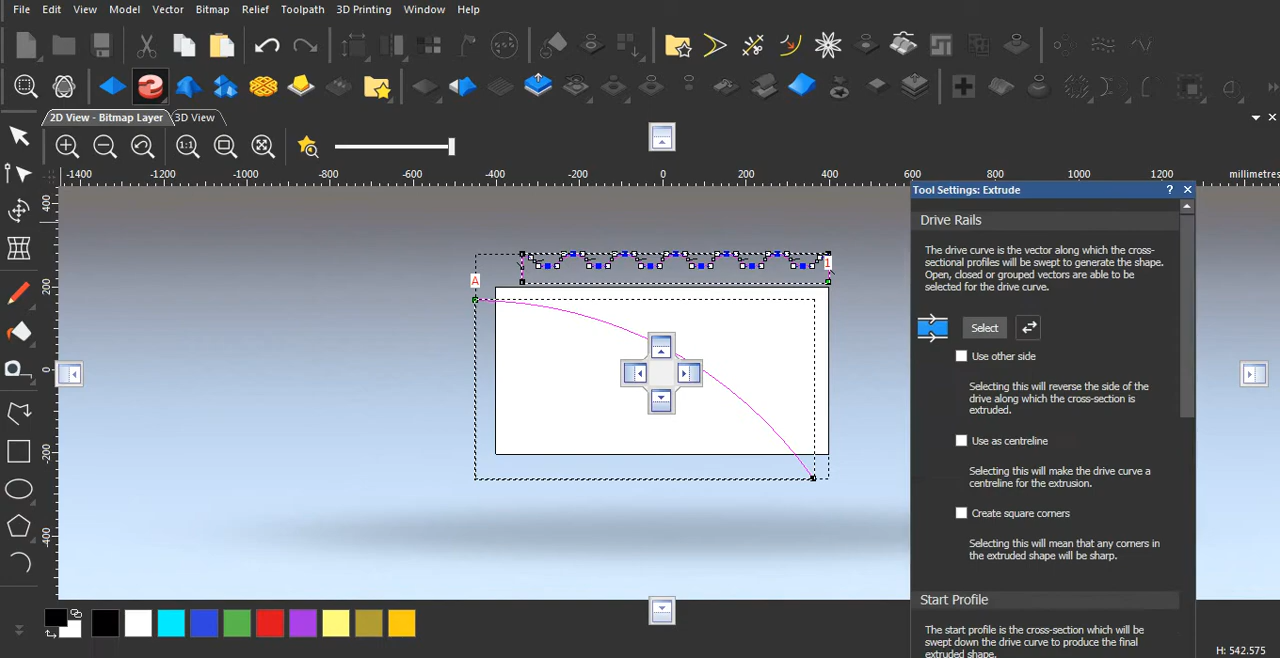 File Edit View Model Vector Bitmap Relief Toolpath 3D Printing Window Help
2D View - Bitmap Layer 3D View
1:1
-1400 -1200 -1000 -800 -600 -400 -200 0 200 400 600 800 1000 1200 millimetres
400
200
0
-200
-400
A
1
Tool Settings: Extrude ?
Drive Rails
The drive curve is the vector along which the cross-
sectional profiles will be swept to generate the shape.
Open, closed or grouped vectors are able to be
selected for the drive curve.
Select
Use other side
Selecting this will reverse the side of the
drive along which the cross-section is
extruded.
Use as centreline
Selecting this will make the drive curve a
centreline for the extrusion.
Create square corners
Selecting this will mean that any corners in
the extruded shape will be sharp.
Start Profile
The start profile is the cross-section which will be
swept down the drive curve to produce the final
extruded shape.
H: 542.575